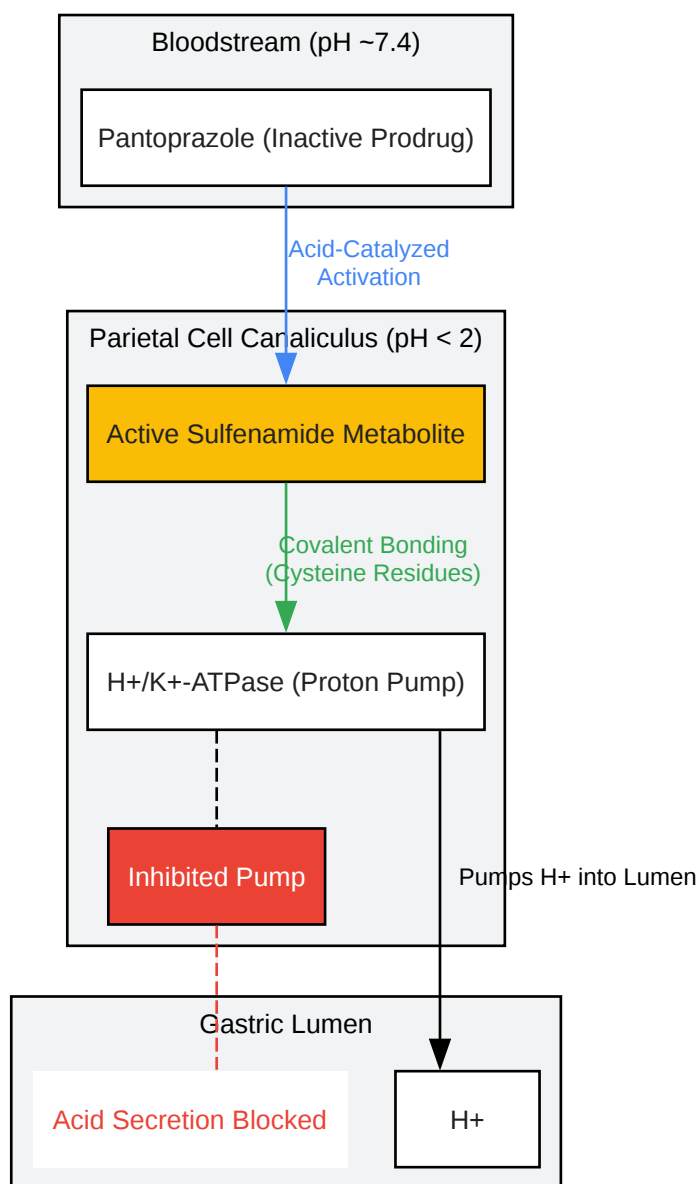 Bloodstream (pH ~7.4)
Pantoprazole (Inactive Prodrug)
Acid-Catalyzed
Activation
Parietal Cell Canaliculus (pH < 2)
Active Sulfenamide Metabolite
Covalent Bonding
(Cysteine Residues)
H+/K+-ATPase (Proton Pump)
Inhibited Pump
Pumps H+ into Lumen
Gastric Lumen
Acid Secretion Blocked
H+